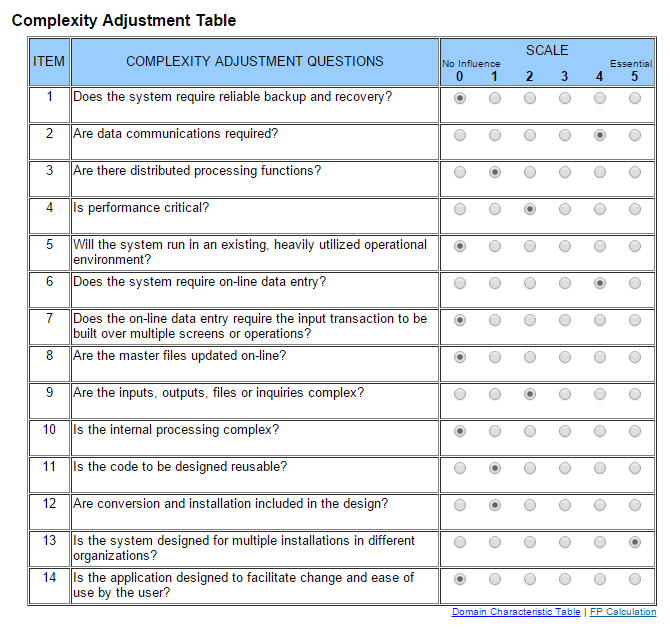 Complexity Adjustment Table
ITEM
COMPLEXITY ADJUSTMENT QUESTIONS
SCALE
No Influence Essential
0 1 2 3 4 5
1 Does the system require reliable backup and recovery?
2 Are data communications required?
3 Are there distributed processing functions?
4 Is performance critical?
5 Will the system run in an existing, heavily utilized operational
environment?
6 Does the system require on-line data entry?
7 Does the on-line data entry require the input transaction to be
built over multiple screens or operations?
8 Are the master files updated on-line?
9 Are the inputs, outputs, files or inquiries complex?
10 Is the internal processing complex?
11 Is the code to be designed reusable?
12 Are conversion and installation included in the design?
13 Is the system designed for multiple installations in different
organizations?
14 Is the application designed to facilitate change and ease of
use by the user?
Domain Characteristic Table | FP Calculation